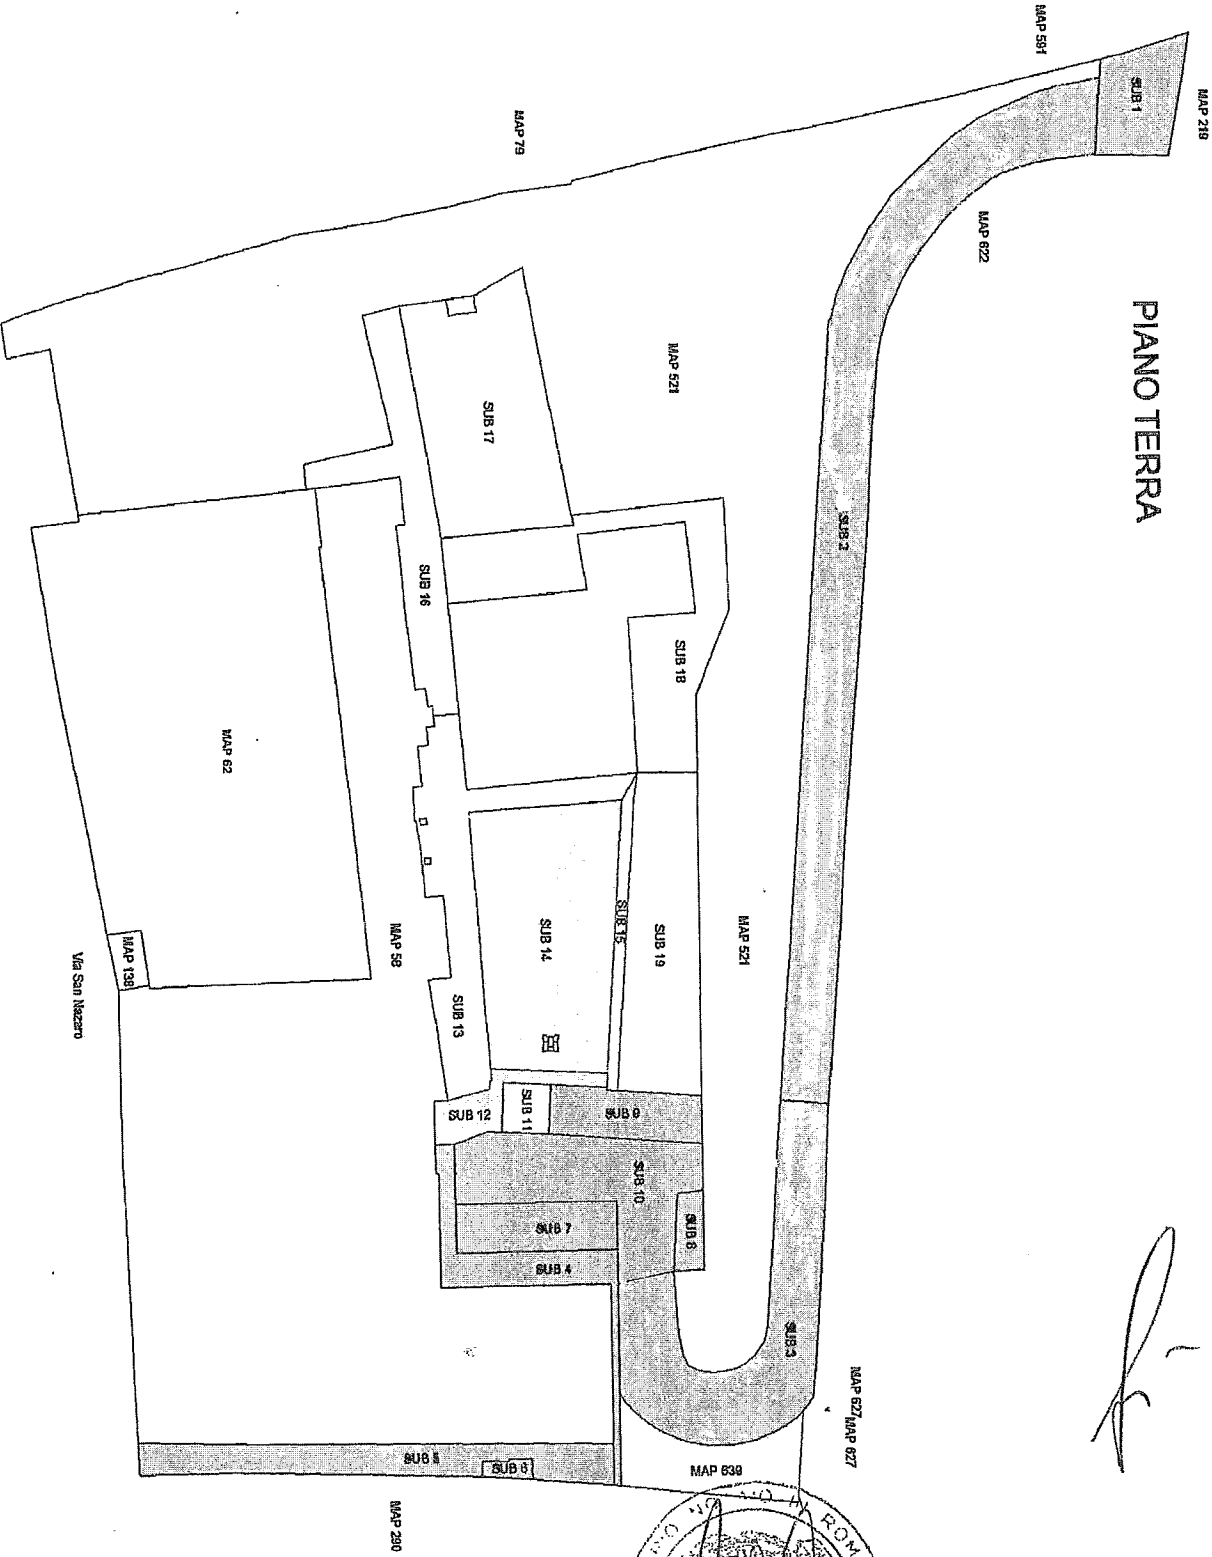 MAP 591
MAP 219
SUB 1
MAP 79
MAP 622
PIANO TERRA
MAP 521
SUB 17
SUB 2
SUB 16
SUB 18
MAP 62
SUB 15
SUB 14
SUB 19
MAP 521
MAP 58
MAP 138
Via San Nazaro
SUB 13
SUB 12
SUB 11
SUB 9
SUB 10
SUB 8
SUB 7
SUB 4
SUB 3
MAP 627
MAP 627
SUB 5
SUB 6
MAP 639
MAP 290
ROM